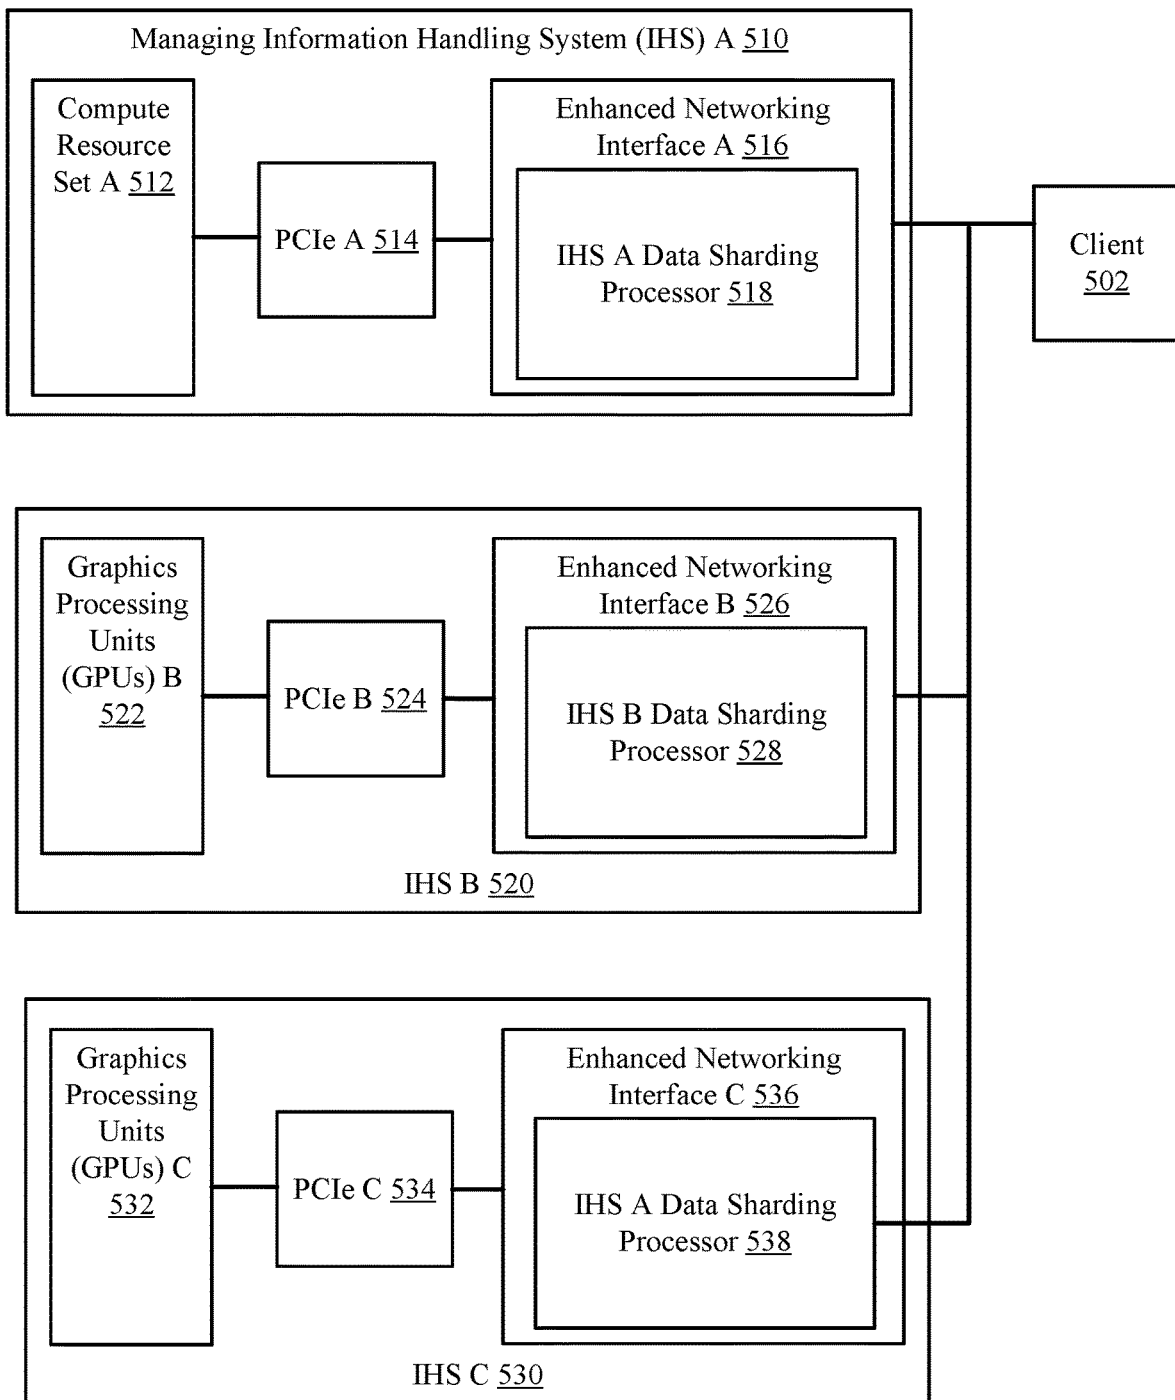 Managing Information Handling System (IHS) A 510
Compute
Resource
Set A 512
PCIe A 514
Enhanced Networking
Interface A 516
IHS A Data Sharding
Processor 518
Client
502
Graphics
Processing
Units
(GPUs) B
522
PCIe B 524
Enhanced Networking
Interface B 526
IHS B Data Sharding
Processor 528
IHS B 520
Graphics
Processing
Units
(GPUs) C
532
PCIe C 534
Enhanced Networking
Interface C 536
IHS A Data Sharding
Processor 538
IHS C 530